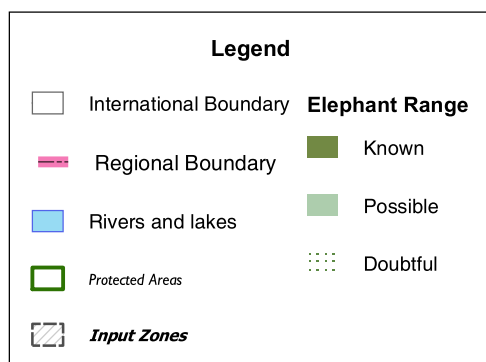 Legend
International Boundary
Regional Boundary
Rivers and lakes
Protected Areas
Input Zones
Elephant Range
Known
Possible
Doubtful